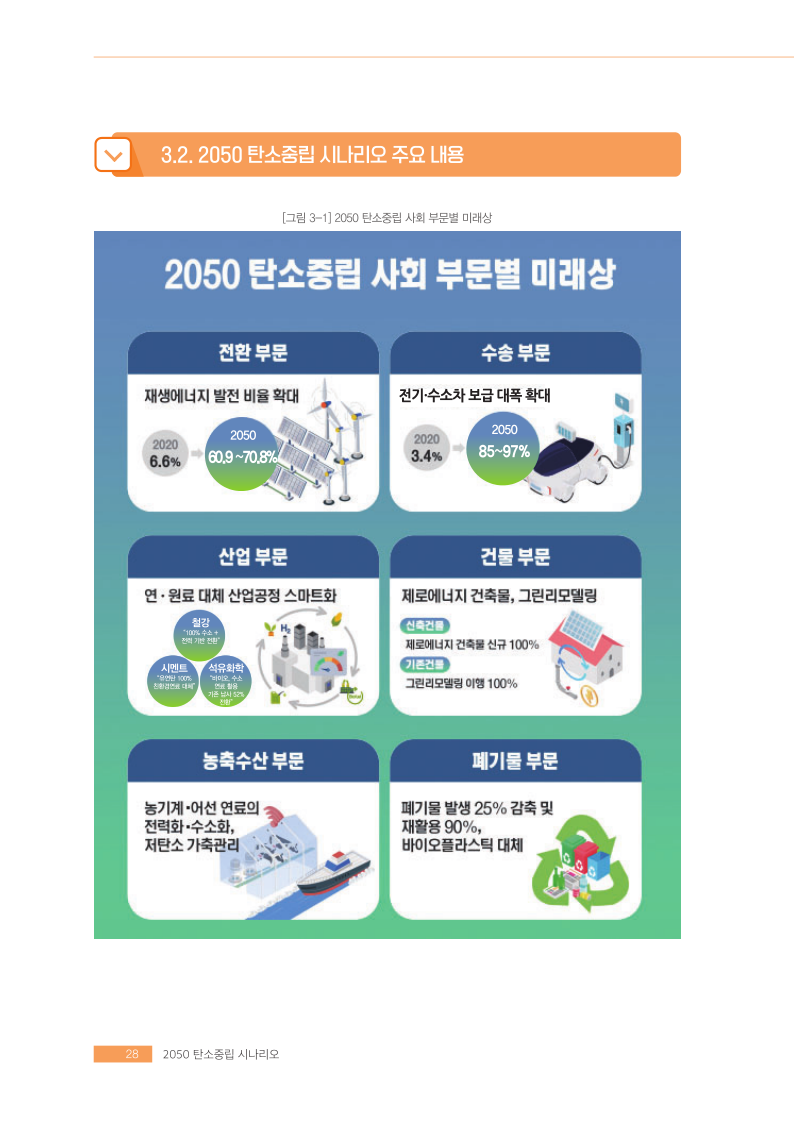 3.2. 2050 탄소중립 시나리오 주요 내용
[그림 3-1] 2050 탄소중립 사회 부문별 미래상
2050 탄소중립 사회 부문별 미래상
전환 부문
재생에너지 발전 비율 확대
2020
6.6%
2050
60.9 ~70.8%
수송 부문
전기·수소차 보급 대폭 확대
2020
3.4%
2050
85~97%
산업 부문
연·원료 대체 산업공정 스마트화
철강
"100% 수소 +
전력 기반 전환"
시멘트
"유연탄 100%
친환경연료 대체"
석유화학
"바이오, 수소
연료 활용
기존 납사 52%
전환"
H₂
건물 부문
제로에너지 건축물, 그린리모델링
신축건물
제로에너지 건축물 신규 100%
기존건물
그린리모델링 이행 100%
농축수산 부문
농기계·어선 연료의
전력화·수소화,
저탄소 가축관리
폐기물 부문
폐기물 발생 25% 감축 및
재활용 90%,
바이오플라스틱 대체
28
2050 탄소중립 시나리오